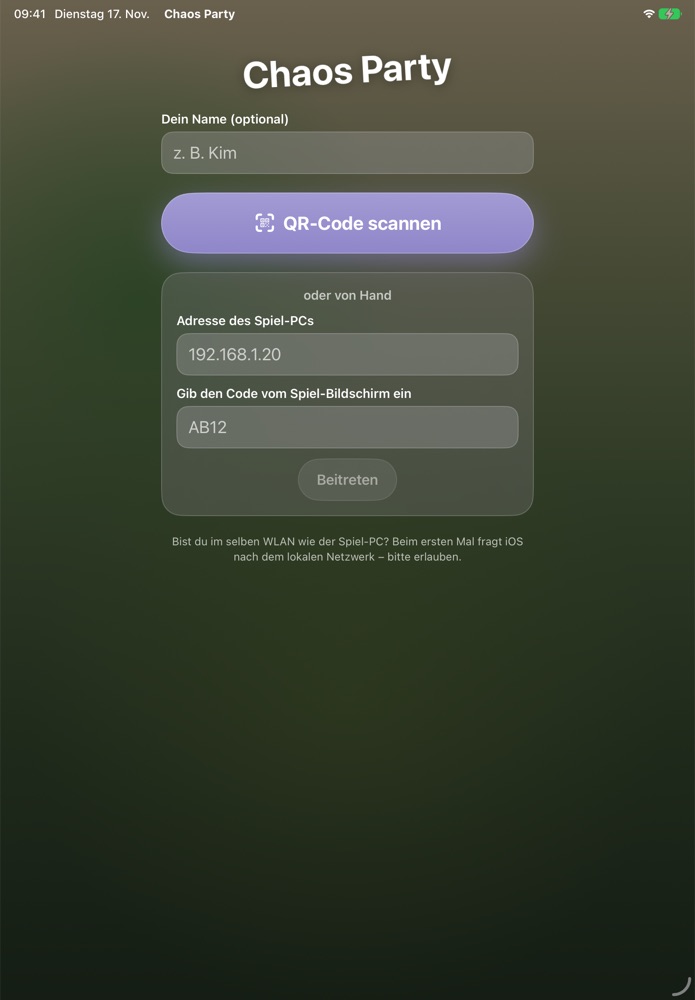 09:41 Dienstag 17. Nov. Chaos Party
Chaos Party
Dein Name (optional)
z. B. Kim
QR-Code scannen
oder von Hand
Adresse des Spiel-PCs
192.168.1.20
Gib den Code vom Spiel-Bildschirm ein
AB12
Beitreten
Bist du im selben WLAN wie der Spiel-PC? Beim ersten Mal fragt iOS
nach dem lokalen Netzwerk – bitte erlauben.